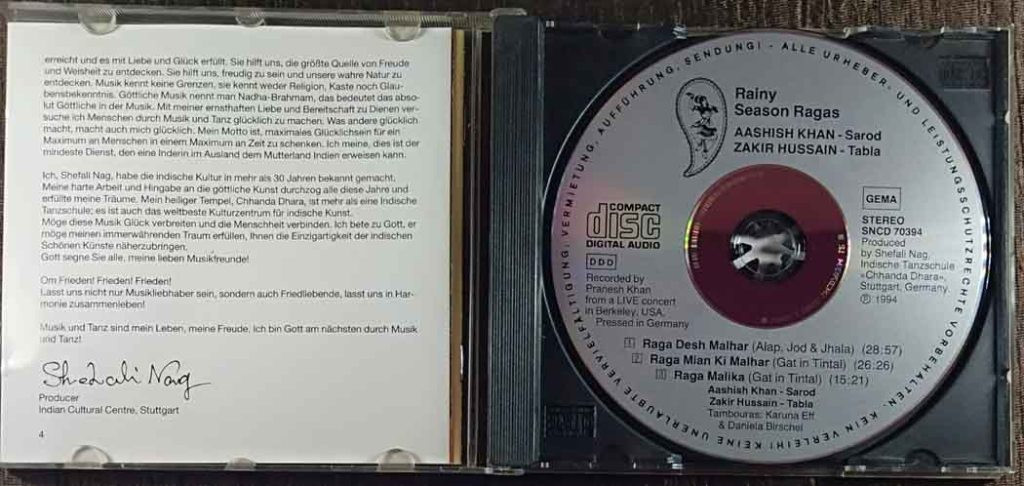 erreicht und es mit Liebe und Glück erfüllt. Sie hilft uns, die größte Quelle von Freude
und Weisheit zu entdecken. Sie hilft uns, freudig zu sein und unsere wahre Natur zu
entdecken. Musik kennt keine Grenzen, sie kennt weder Religion, Kaste noch Glau-
bensbekenntnis. Göttliche Musik nennt man Nadha-Brahmam, das bedeutet das abso-
lut Göttliche in der Musik. Mit meiner ernsthaften Liebe und Bereitschaft zu Dienen ver-
suche ich Menschen durch Musik und Tanz glücklich zu machen. Was andere glücklich
macht, macht auch mich glücklich. Mein Motto ist, maximales Glücklichsein für ein
Maximum an Menschen in einem Maximum an Zeit zu schenken. Ich meine, dies ist der
mindeste Dienst, den eine Inderin im Ausland dem Mutterland Indien erweisen kann.
Ich, Shefali Nag, habe die indische Kultur in mehr als 30 Jahren bekannt gemacht.
Meine harte Arbeit und Hingabe an die göttliche Kunst durchzog alle diese Jahre und
erfüllte meine Träume. Mein heiliger Tempel, Chhanda Dhara, ist mehr als eine Indische
Tanzschule; es ist auch das weltbeste Kulturzentrum für indische Kunst.
Möge diese Musik Glück verbreiten und die Menschheit verbinden. Ich bete zu Gott, er
möge meinen immerwährenden Traum erfüllen, Ihnen die Einzigartigkeit der indischen
Schönen Künste näherzubringen.
Gott segne Sie alle, meine lieben Musikfreunde!
Om Frieden! Frieden! Frieden!
Lasst uns nicht nur Musikliebhaber sein, sondern auch Friedliebende, lasst uns in Har-
monie zusammenleben!
Musik und Tanz sind mein Leben, meine Freude. Ich bin Gott am nächsten durch Musik
und Tanz!
Shefali Nag
Producer
Indian Cultural Centre, Stuttgart
4
ALLE URHEBER- UND LEISTUNGSSCHUTZRECHTE VORBEHALTEN · KEIN VERLEIH! KEINE UNERLAUBTE VERVIELFÄLTIGUNG, VERMIETUNG, AUFFÜHRUNG, SENDUNG! ·
Rainy
Season Ragas
AASHISH KHAN - Sarod
ZAKIR HUSSAIN - Tabla
COMPACT
disc
DIGITAL AUDIO
DDD
Recorded by
Pranesh Khan
from a LIVE concert
in Berkeley, USA.
Pressed in Germany
GEMA
STEREO
SNCD 70394
Produced
by Shefali Nag,
Indische Tanzschule
«Chhanda Dhara»,
Stuttgart, Germany.
℗ 1994
1 Raga Desh Malhar (Alap, Jod & Jhala) (28:57)
2 Raga Mian Ki Malhar (Gat in Tintal) (26:26)
3 Raga Malika (Gat in Tintal) (15:21)
Aashish Khan - Sarod
Zakir Hussain - Tabla
Tambouras: Karuna Eff
& Daniela Birschel